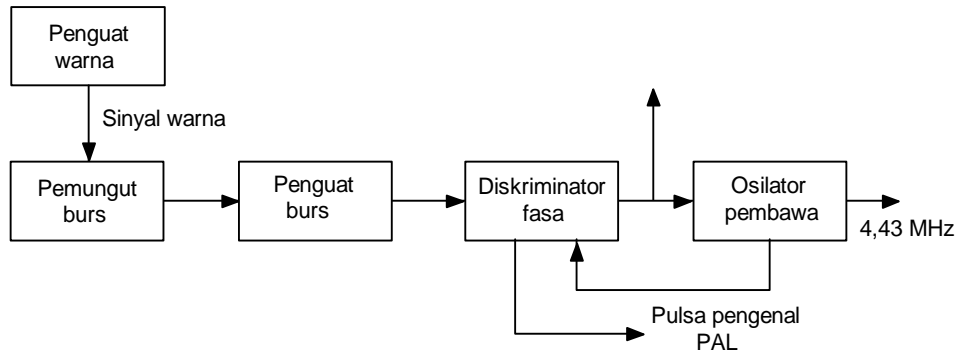 Penguat
warna
Sinyal warna
Pemungut
burs
Penguat
burs
Diskriminator
fasa
Osilator
pembawa
4,43 MHz
Pulsa pengenal
PAL